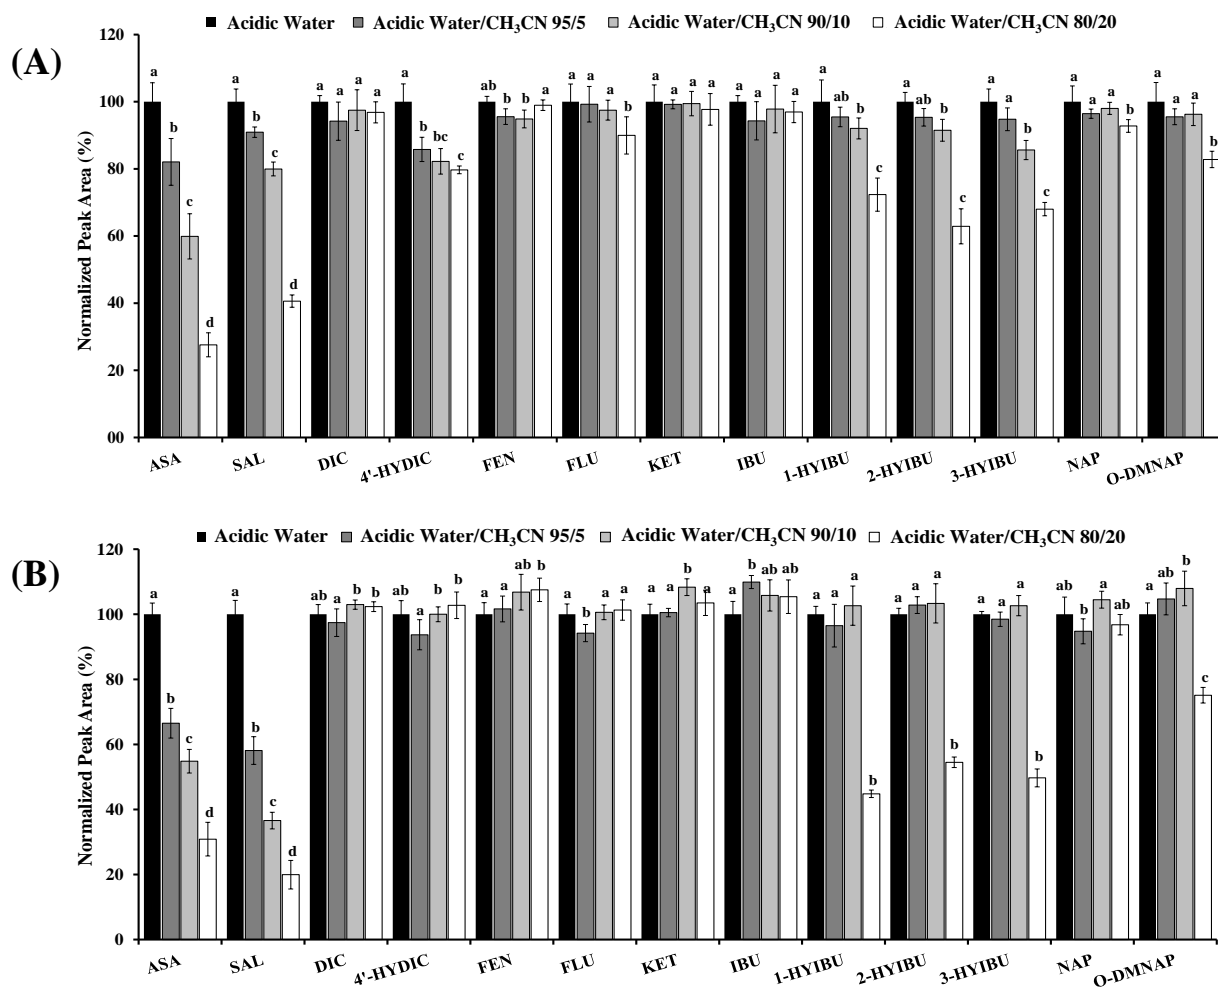 Acidic Water Acidic Water/CH₃CN 95/5 Acidic Water/CH₃CN 90/10 Acidic Water/CH₃CN 80/20
(A)
Normalized Peak Area (%)
120
100
80
60
40
20
00
a b c d
a b c d
a a a a
a b bc c
ab b b a
a a a b
a a a a
a a a a
a ab b c
a ab b c
a a b c
a a a b
a a a b
ASA SAL DIC 4'-HYDIC FEN FLU KET IBU 1-HYIBU 2-HYIBU 3-HYIBU NAP O-DMNAP
Acidic Water Acidic Water/CH₃CN 95/5 Acidic Water/CH₃CN 90/10 Acidic Water/CH₃CN 80/20
(B)
Normalized Peak Area (%)
120
100
80
60
40
20
0
a b c d
a b c d
ab a b b
ab a b b
a a ab b
a b a a
a a b a
a b ab ab
a a a b
a a a b
a a a b
ab b a ab
a ab b c
ASA SAL DIC 4'-HYDIC FEN FLU KET IBU 1-HYIBU 2-HYIBU 3-HYIBU NAP O-DMNAP